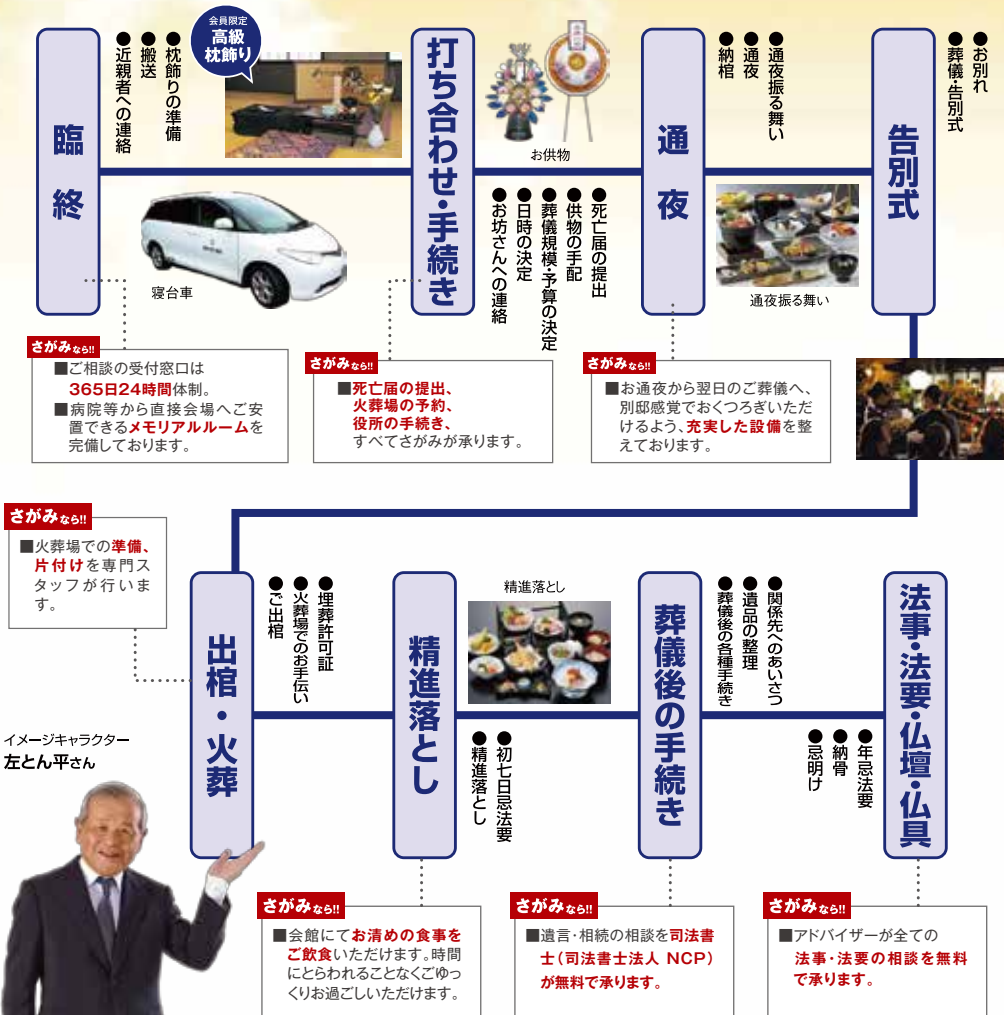 臨終
●近親者への連絡
●搬送
●枕飾りの準備
会員限定
高級
枕飾り
寝台車
さがみなら!!
■ご相談の受付窓口は
365日24時間体制。
■病院等から直接会場へご安
置できるメモリアルルームを
完備しております。
打ち合わせ・手続き
お供物
●死亡届の提出
●供物の手配
●葬儀規模・予算の決定
●日時の決定
●お坊さんへの連絡
さがみなら!!
■死亡届の提出、
火葬場の予約、
役所の手続き、
すべてさがみが承ります。
通夜
●通夜振る舞い
●通夜
●納棺
通夜振る舞い
さがみなら!!
■お通夜から翌日のご葬儀へ、
別邸感覚でおくつろぎいただ
けるよう、充実した設備を整
えております。
告別式
●お別れ
●葬儀・告別式
さがみなら!!
■火葬場での準備、
片付けを専門ス
タッフが行いま
す。
出棺・火葬
●埋葬許可証
●火葬場でのお手伝い
●ご出棺
イメージキャラクター
左とん平さん
精進落とし
精進落とし
●初七日忌法要
●精進落とし
さがみなら!!
■会館にてお清めの食事を
ご飲食いただけます。時間
にとらわれることなくごゆっ
くりお過ごしいただけます。
葬儀後の手続き
●関係先へのあいさつ
●遺品の整理
●葬儀後の各種手続き
さがみなら!!
■遺言・相続の相談を司法書
士(司法書士法人 NCP)
が無料で承ります。
法事・法要・仏壇・仏具
●年忌法要
●納骨
●忌明け
さがみなら!!
■アドバイザーが全ての
法事・法要の相談を無料
で承ります。